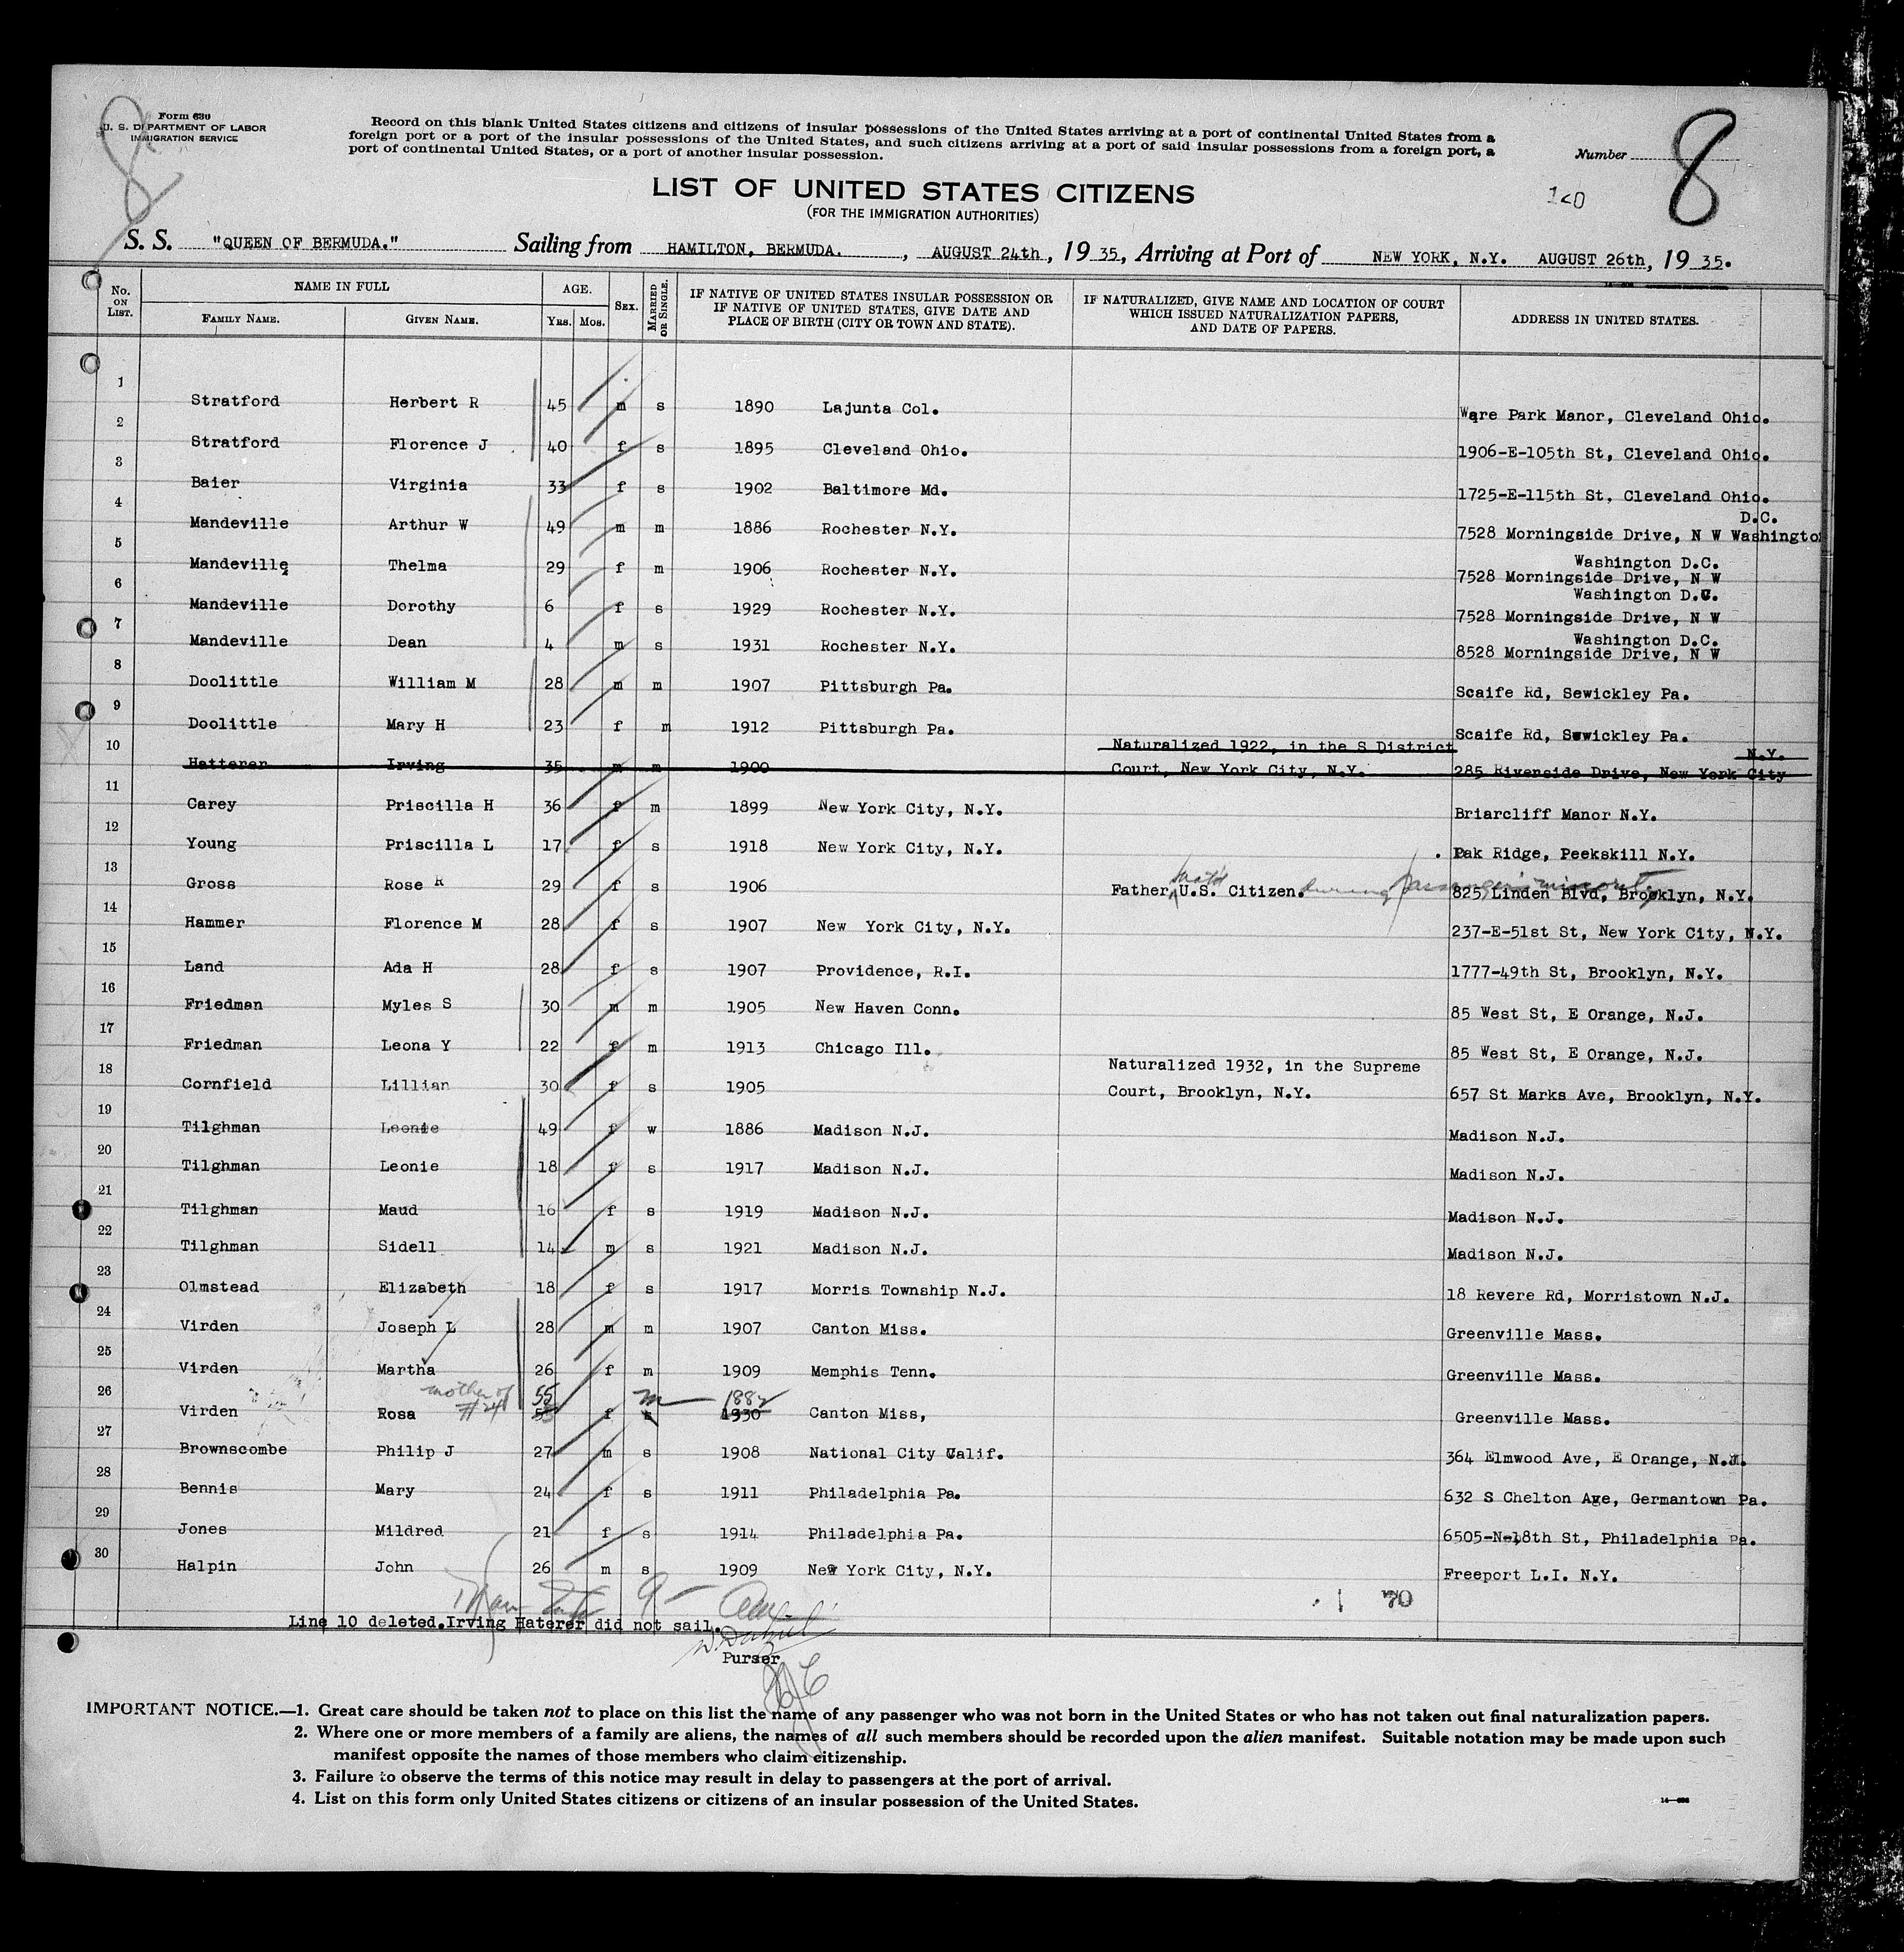 Form 630
U. S. DEPARTMENT OF LABOR
IMMIGRATION SERVICE
Record on this blank United States citizens and citizens of insular possessions of the United States arriving at a port of continental United States from a
foreign port or a port of the insular possessions of the United States, and such citizens arriving at a port of said insular possessions from a foreign port, a
port of continental United States, or a port of another insular possession.
Number 8
120
LIST OF UNITED STATES CITIZENS
(FOR THE IMMIGRATION AUTHORITIES)
S. S. "QUEEN OF BERMUDA." Sailing from HAMILTON, BERMUDA. , AUGUST 24th , 19 35, Arriving at Port of NEW YORK, N.Y. AUGUST 26th, 19 35.
No. ON LIST. NAME IN FULL AGE. SEX. MARRIED OR SINGLE. IF NATIVE OF UNITED STATES INSULAR POSSESSION OR IF NATIVE OF UNITED STATES, GIVE DATE AND PLACE OF BIRTH (CITY OR TOWN AND STATE). IF NATURALIZED, GIVE NAME AND LOCATION OF COURT WHICH ISSUED NATURALIZATION PAPERS, AND DATE OF PAPERS. ADDRESS IN UNITED STATES.
FAMILY NAME. GIVEN NAME. YRS. MOS.
1 Stratford Herbert R 45 m s 1890 Lajunta Col. Ware Park Manor, Cleveland Ohio.
2 Stratford Florence J 40 f s 1895 Cleveland Ohio. 1906-E-105th St, Cleveland Ohio.
3 Baier Virginia 33 f s 1902 Baltimore Md. 1725-E-115th St, Cleveland Ohio.
D.C.
4 Mandeville Arthur W 49 m m 1886 Rochester N.Y. 7528 Morningside Drive, N W Washington
Washington D.C.
5 Mandeville Thelma 29 f m 1906 Rochester N.Y. 7528 Morningside Drive, N W
Washington D.C.
6 Mandeville Dorothy 6 f s 1929 Rochester N.Y. 7528 Morningside Drive, N W
Washington D.C.
7 Mandeville Dean 4 m s 1931 Rochester N.Y. 8528 Morningside Drive, N W
8 Doolittle William M 28 m m 1907 Pittsburgh Pa. Scaife Rd, Sewickley Pa.
9 Doolittle Mary H 23 f m 1912 Pittsburgh Pa. Scaife Rd, Sewickley Pa.
Naturalized 1922, in the S District N.Y.
10 Hatterer Irving 35 m m 1900 Court, New York City, N.Y. 285 Riverside Drive, New York City
11 Carey Priscilla H 36 f m 1899 New York City, N.Y. Briarcliff Manor N.Y.
12 Young Priscilla L 17 f s 1918 New York City, N.Y. Oak Ridge, Peekskill N.Y.
13 Gross Rose R 29 f s 1906 Father U.S. Citizen. during passengers minority 825 Linden Blvd, Brooklyn, N.Y.
14 Hammer Florence M 28 f s 1907 New York City, N.Y. 237-E-51st St, New York City, N.Y.
15 Land Ada H 28 f s 1907 Providence, R.I. 1777-49th St, Brooklyn, N.Y.
16 Friedman Myles S 30 m m 1905 New Haven Conn. 85 West St, E Orange, N.J.
17 Friedman Leona Y 22 f m 1913 Chicago Ill. 85 West St, E Orange, N.J.
Naturalized 1932, in the Supreme
18 Cornfield Lillian 30 f s 1905 Court, Brooklyn, N.Y. 657 St Marks Ave, Brooklyn, N.Y.
19 Tilghman Leonie 49 f w 1886 Madison N.J. Madison N.J.
20 Tilghman Leonie 18 f s 1917 Madison N.J. Madison N.J.
21 Tilghman Maud 16 f s 1919 Madison N.J. Madison N.J.
22 Tilghman Sidell 14 m s 1921 Madison N.J. Madison N.J.
23 Olmstead Elizabeth 18 f s 1917 Morris Township N.J. 18 Revere Rd, Morristown N.J.
24 Virden Joseph L 28 m m 1907 Canton Miss. Greenville Mass.
25 Virden Martha 26 f m 1909 Memphis Tenn. Greenville Mass.
mother of #24 55 m 1882
26 Virden Rosa f s 1930 Canton Miss, Greenville Mass.
27 Brownscombe Philip J 27 m s 1908 National City Calif. 364 Elmwood Ave, E Orange, N.J.
28 Bennis Mary 24 f s 1911 Philadelphia Pa. 632 S Chelton Age, Germantown Pa.
29 Jones Mildred 21 f s 1914 Philadelphia Pa. 6505-N-18th St, Philadelphia Pa.
30 Halpin John 26 m s 1909 New York City, N.Y. Freeport L.I. N.Y.
70
Line 10 deleted.Irving Haterer did not sail.
Purser
IMPORTANT NOTICE.—1. Great care should be taken not to place on this list the name of any passenger who was not born in the United States or who has not taken out final naturalization papers.
2. Where one or more members of a family are aliens, the names of all such members should be recorded upon the alien manifest. Suitable notation may be made upon such
manifest opposite the names of those members who claim citizenship.
3. Failure to observe the terms of this notice may result in delay to passengers at the port of arrival.
4. List on this form only United States citizens or citizens of an insular possession of the United States.